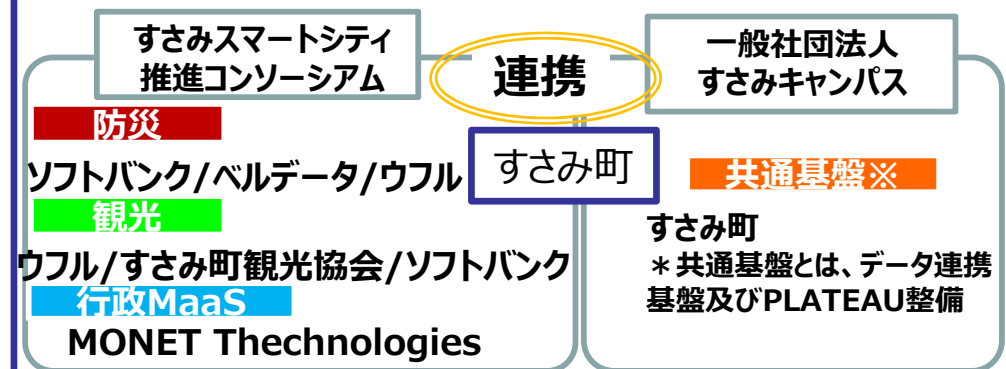 すさみスマートシティ
推進コンソーシアム
連携
一般社団法人
すさみキャンパス
防災
ソフトバンク/ベルデータ/ウフル
観光
ウフル/すさみ町観光協会/ソフトバンク
行政MaaS
MONET Thechnologies
すさみ町
共通基盤※
すさみ町
＊共通基盤とは、データ連携
基盤及びPLATEAU整備